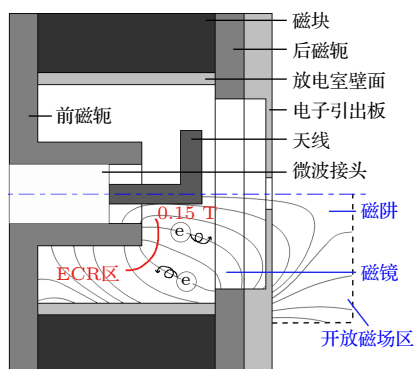 磁块
后磁轭
放电室壁面
电子引出板
前磁轭
天线
微波接头
0.15 T
磁阱
e
ECR区
磁镜
e
开放磁场区